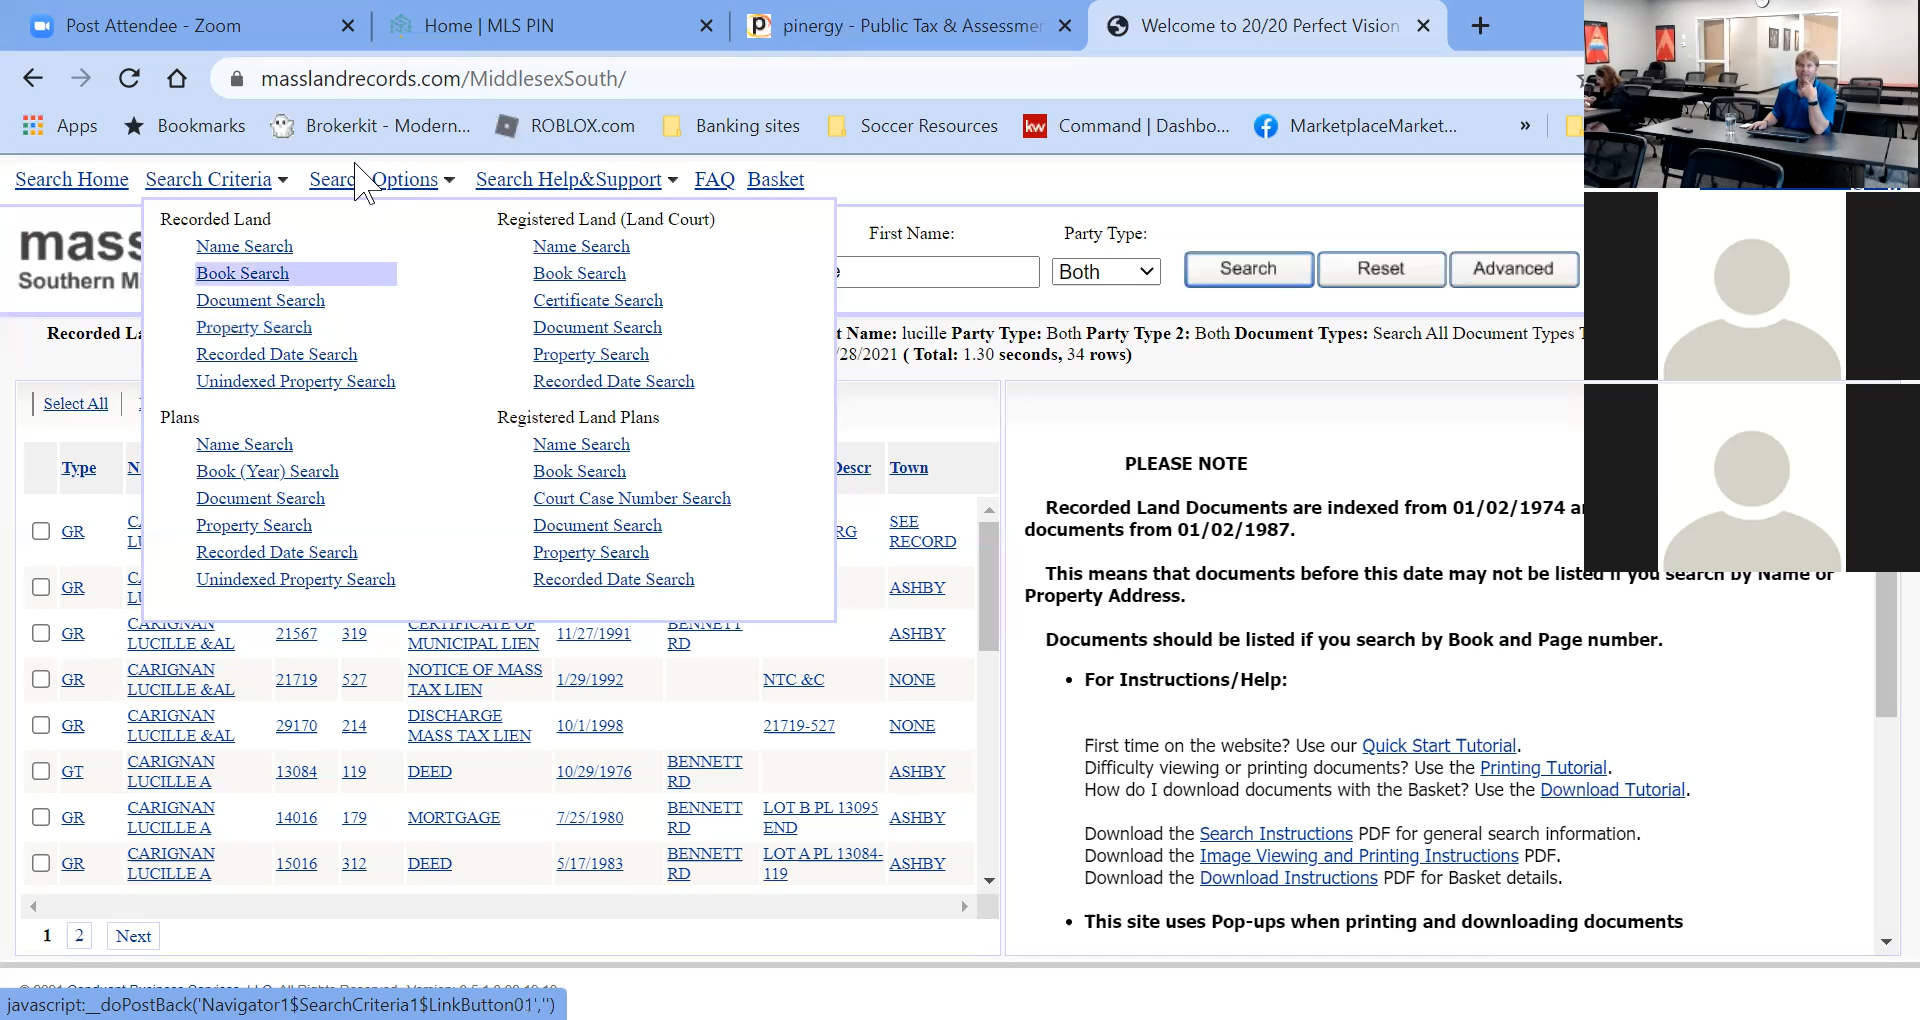 Post Attendee - Zoom
Home | MLS PIN
pinergy - Public Tax & Assessmer
Welcome to 20/20 Perfect Vision
masslandrecords.com/MiddlesexSouth/
Apps
Bookmarks
Brokerkit - Modern...
ROBLOX.com
Banking sites
Soccer Resources
kw
Command | Dashbo...
MarketplaceMarket...
»
Search Home
Search Criteria
Search Options
Search Help&Support
FAQ
Basket
mass
Southern Mi
First Name:
Party Type:
Both
Search
Reset
Advanced
Recorded Land
Name Search
Book Search
Document Search
Property Search
Recorded Date Search
Unindexed Property Search
Registered Land (Land Court)
Name Search
Book Search
Certificate Search
Document Search
Property Search
Recorded Date Search
Plans
Name Search
Book (Year) Search
Document Search
Property Search
Recorded Date Search
Unindexed Property Search
Registered Land Plans
Name Search
Book Search
Court Case Number Search
Document Search
Property Search
Recorded Date Search
Recorded La
t Name: lucille Party Type: Both Party Type 2: Both Document Types: Search All Document Types
/28/2021 ( Total: 1.30 seconds, 34 rows)
Select All
Type
N
Descr
Town
GR
RG
SEE RECORD
GR
ASHBY
GR CARIGNAN LUCILLE &AL 21567 319 CERTIFICATE OF MUNICIPAL LIEN 11/27/1991 BENNETT RD ASHBY
GR CARIGNAN LUCILLE &AL 21719 527 NOTICE OF MASS TAX LIEN 1/29/1992 NTC &C NONE
GR CARIGNAN LUCILLE &AL 29170 214 DISCHARGE MASS TAX LIEN 10/1/1998 21719-527 NONE
GT CARIGNAN LUCILLE A 13084 119 DEED 10/29/1976 BENNETT RD ASHBY
GR CARIGNAN LUCILLE A 14016 179 MORTGAGE 7/25/1980 BENNETT RD LOT B PL 13095 END ASHBY
GR CARIGNAN LUCILLE A 15016 312 DEED 5/17/1983 BENNETT RD LOT A PL 13084-119 ASHBY
1 2 Next
PLEASE NOTE
Recorded Land Documents are indexed from 01/02/1974 a
documents from 01/02/1987.
This means that documents before this date may not be listed if you search by Name or
Property Address.
Documents should be listed if you search by Book and Page number.
• For Instructions/Help:
First time on the website? Use our Quick Start Tutorial.
Difficulty viewing or printing documents? Use the Printing Tutorial.
How do I download documents with the Basket? Use the Download Tutorial.
Download the Search Instructions PDF for general search information.
Download the Image Viewing and Printing Instructions PDF.
Download the Download Instructions PDF for Basket details.
• This site uses Pop-ups when printing and downloading documents
javascript:__doPostBack('Navigator1$SearchCriteria1$LinkButton01','')